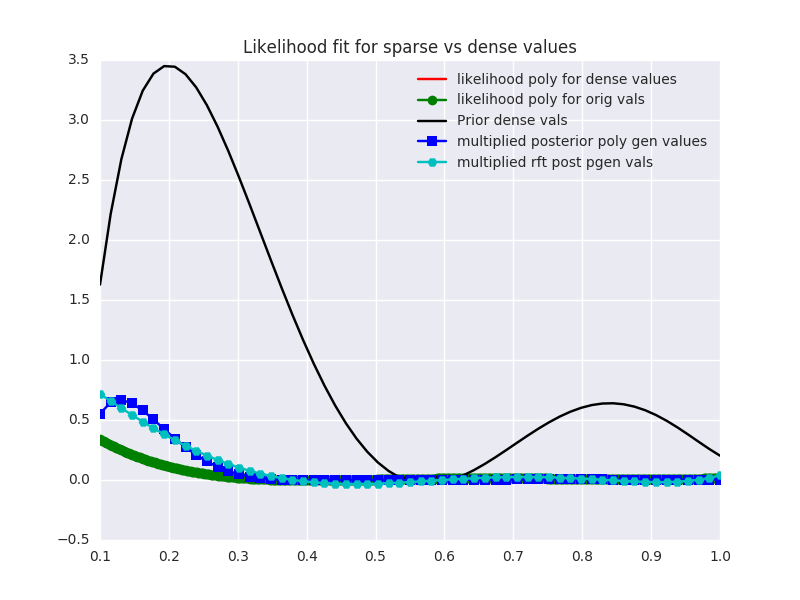 Likelihood fit for sparse vs dense values
3.5
3.0
2.5
2.0
1.5
1.0
0.5
0.0
−0.5
likelihood poly for dense values
likelihood poly for orig vals
Prior dense vals
multiplied posterior poly gen values
multiplied rft post pgen vals
0.1 0.2 0.3 0.4 0.5 0.6 0.7 0.8 0.9 1.0